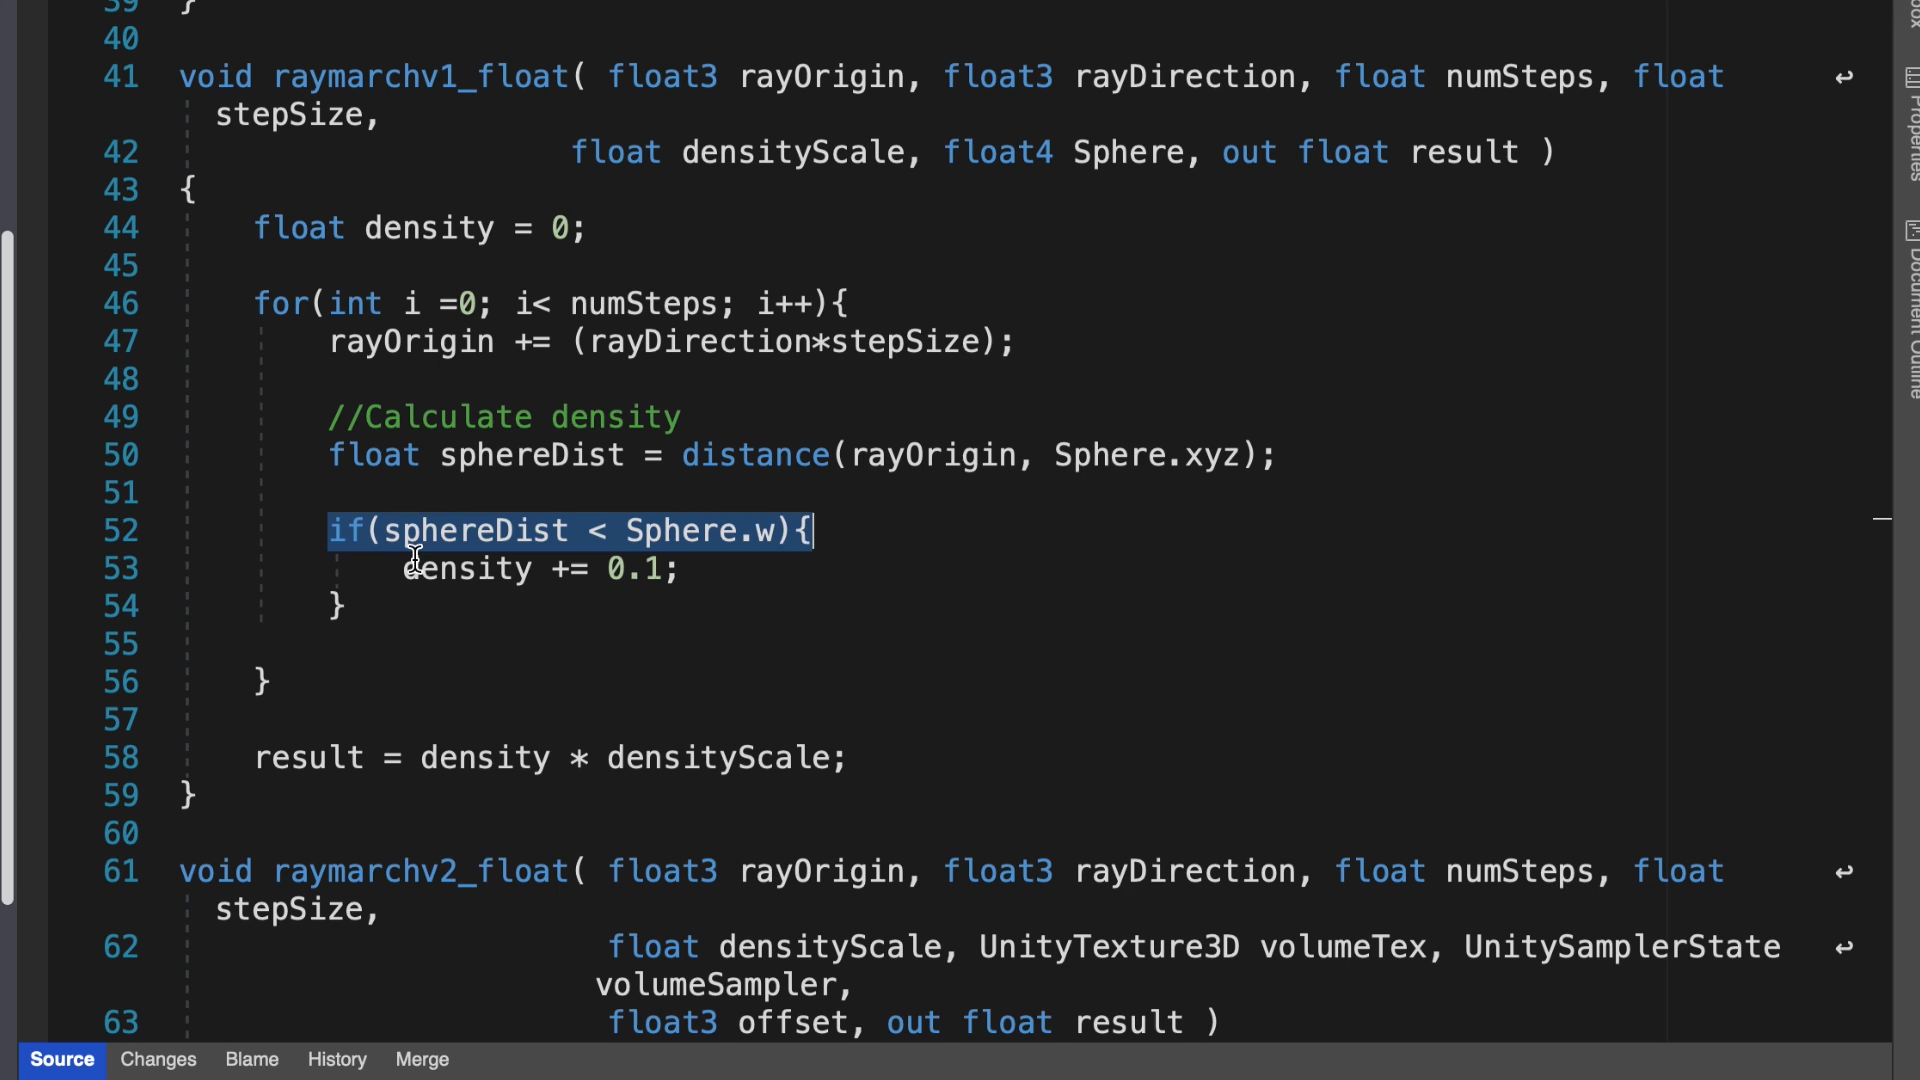 39 }
40
41 void raymarchv1_float( float3 rayOrigin, float3 rayDirection, float numSteps, float ↩
stepSize,
42 float densityScale, float4 Sphere, out float result )
43 {
44 float density = 0;
45
46 for(int i =0; i< numSteps; i++){
47 rayOrigin += (rayDirection*stepSize);
48
49 //Calculate density
50 float sphereDist = distance(rayOrigin, Sphere.xyz);
51
52 if(sphereDist < Sphere.w){
53 density += 0.1;
54 }
55
56 }
57
58 result = density * densityScale;
59 }
60
61 void raymarchv2_float( float3 rayOrigin, float3 rayDirection, float numSteps, float ↩
stepSize,
62 float densityScale, UnityTexture3D volumeTex, UnitySamplerState ↩
volumeSampler,
63 float3 offset, out float result )
Source Changes Blame History Merge
Properties
Document Outline